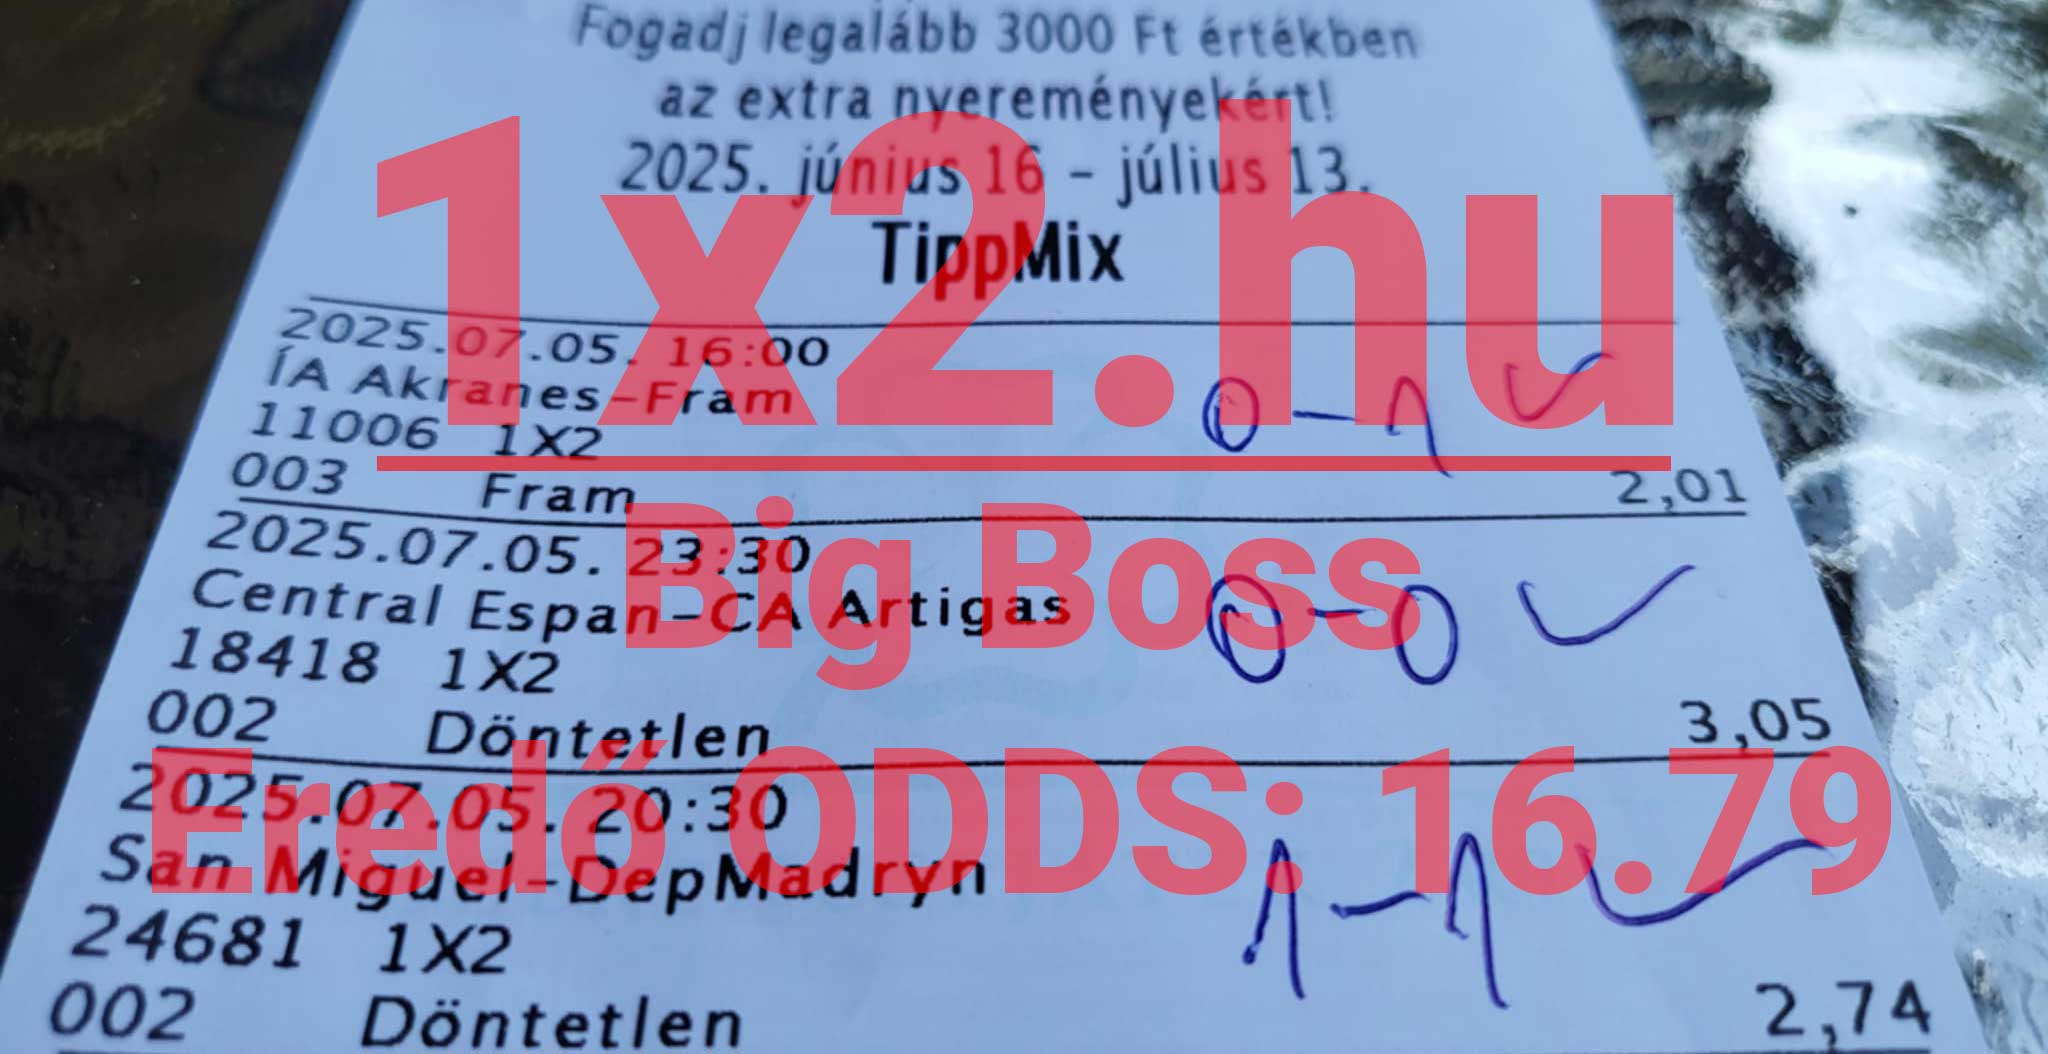 Fogadj legalább 3000 Ft értékben
az extra nyereményekért!
2025. június 16 - július 13.
TippMix
1x2.hu
2025.07.05. 16:00
ÍA Akranes-Fram
11006 1X2
0-1 ✓
003 Fram 2,01
Big Boss
2025.07.05. 23:30
Central Espan-CA Artigas
0-0 ✓
18418 1X2
002 Döntetlen 3,05
Eredő ODDS: 16.79
2025.07.05. 20:30
San Miguel-DepMadryn
1-1 ✓
24681 1X2
002 Döntetlen 2,74